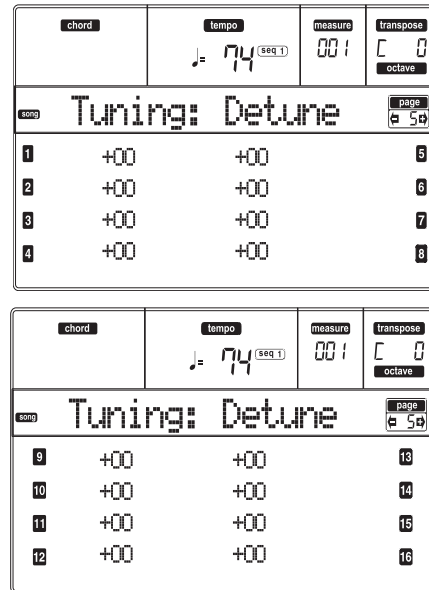 chord tempo measure transpose
♩= 74 seq 1 001 C 0
octave
song Tuning: Detune page 5
1 +00 +00 5
2 +00 +00 6
3 +00 +00 7
4 +00 +00 8
chord tempo measure transpose
♩= 74 seq 1 001 C 0
octave
song Tuning: Detune page 5
9 +00 +00 13
10 +00 +00 14
11 +00 +00 15
12 +00 +00 16